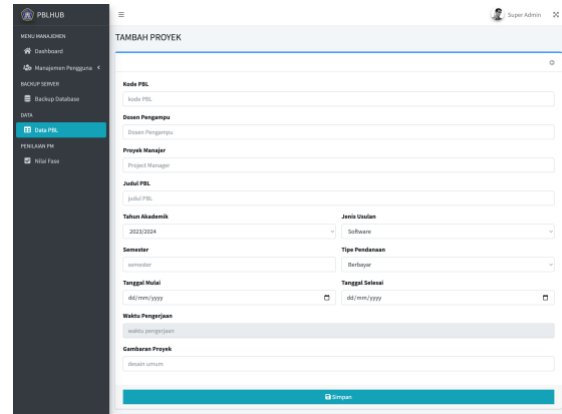 PBLHUB
Super Admin
MENU MANAJEMEN
Dashboard
Manajemen Pengguna
BACKUP SERVER
Backup Database
DATA
Data PBL
PENILAIAN PM
Nilai Fase
TAMBAH PROYEK
Kode PBL
kode PBL
Dosen Pengampu
Dosen Pengampu
Proyek Manajer
Project Manager
Judul PBL
judul PBL
Tahun Akademik Jenis Usulan
2023/2024 Software
Semester Tipe Pendanaan
semester Berbayar
Tanggal Mulai Tanggal Selesai
dd/mm/yyyy dd/mm/yyyy
Waktu Pengerjaan
waktu pengerjaan
Gambaran Proyek
desain umum
Simpan